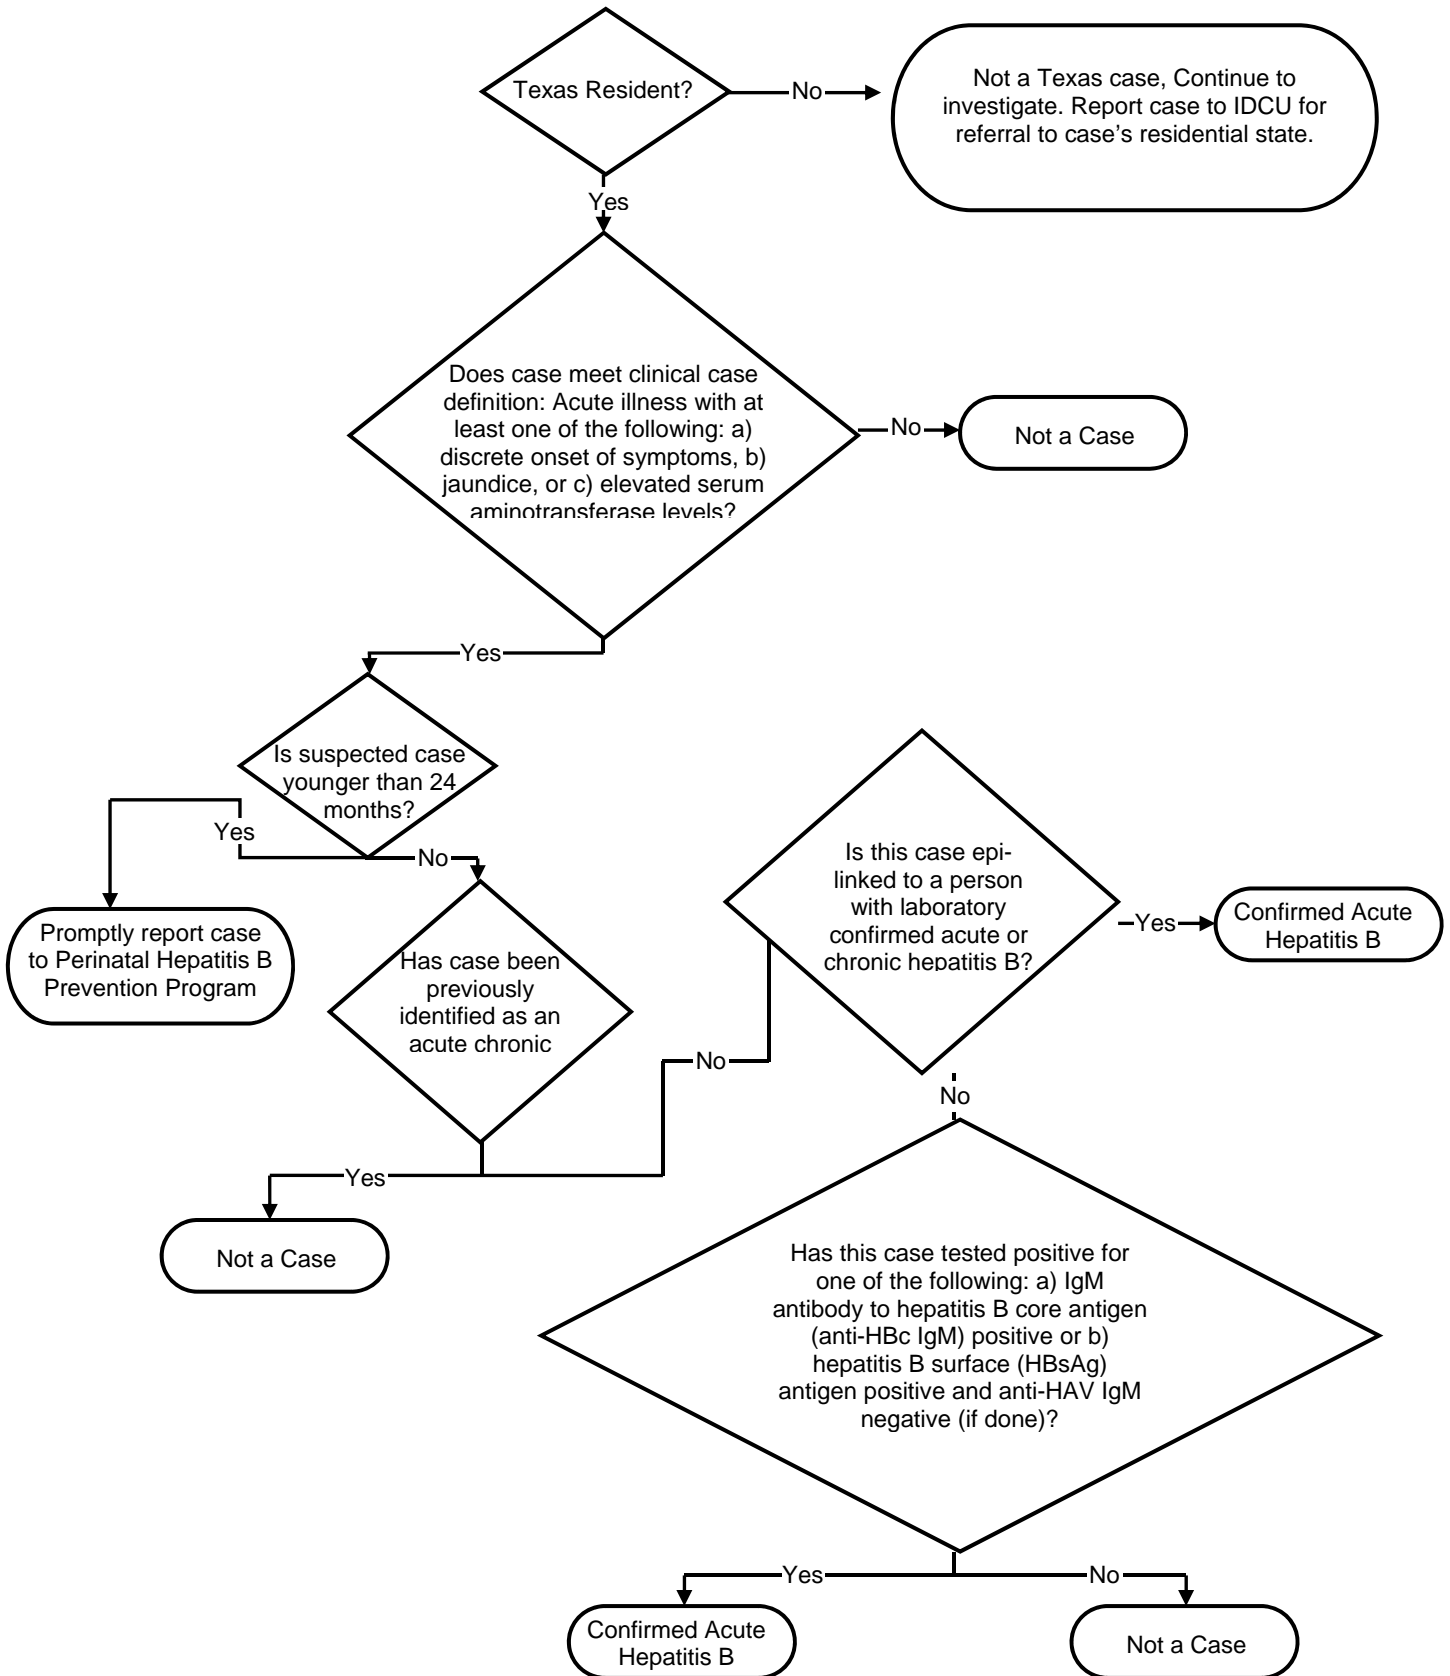 Texas Resident?
No
Not a Texas case, Continue to
investigate. Report case to IDCU for
referral to case's residential state.
Yes
Does case meet clinical case
definition: Acute illness with at
least one of the following: a)
discrete onset of symptoms, b)
jaundice, or c) elevated serum
aminotransferase levels?
No
Not a Case
Yes
Is suspected case
younger than 24
months?
Yes
No
Promptly report case
to Perinatal Hepatitis B
Prevention Program
Has case been
previously
identified as an
acute chronic
Yes
Not a Case
No
Is this case epi-
linked to a person
with laboratory
confirmed acute or
chronic hepatitis B?
Yes
Confirmed Acute
Hepatitis B
No
Has this case tested positive for
one of the following: a) IgM
antibody to hepatitis B core antigen
(anti-HBc IgM) positive or b)
hepatitis B surface (HBsAg)
antigen positive and anti-HAV IgM
negative (if done)?
Yes
No
Confirmed Acute
Hepatitis B
Not a Case